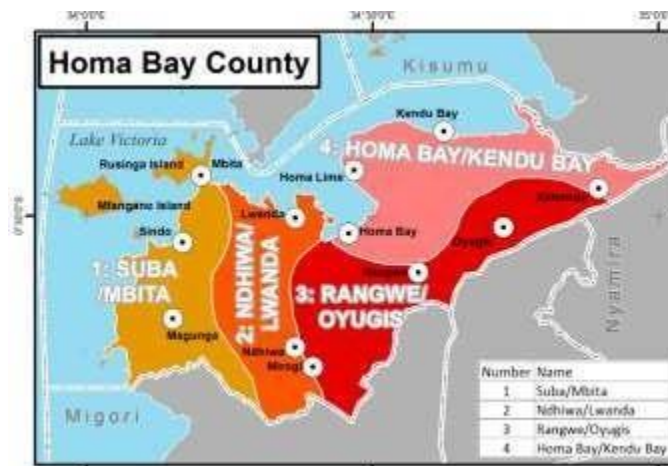 34°0'0"E
34°30'0"E
Homa Bay County
Kisumu
Kendu Bay
Lake Victoria
4: HOMA BAY/KENDU BAY
Rusinga Island
Mbita
Homa Lime
Mfangano Island
Lwanda
Homa Bay
Oyugis
Sindo
1: SUBA
/MBITA
2: NDHIWA/
LWANDA
3: RANGWE/
OYUGIS
Magunga
Ndhiwa
Mirogi
Nyamira
Migori
Number Name
1 Suba/Mbita
2 Ndhiwa/Lwanda
3 Rangwe/Oyugis
4 Homa Bay/Kendu Bay